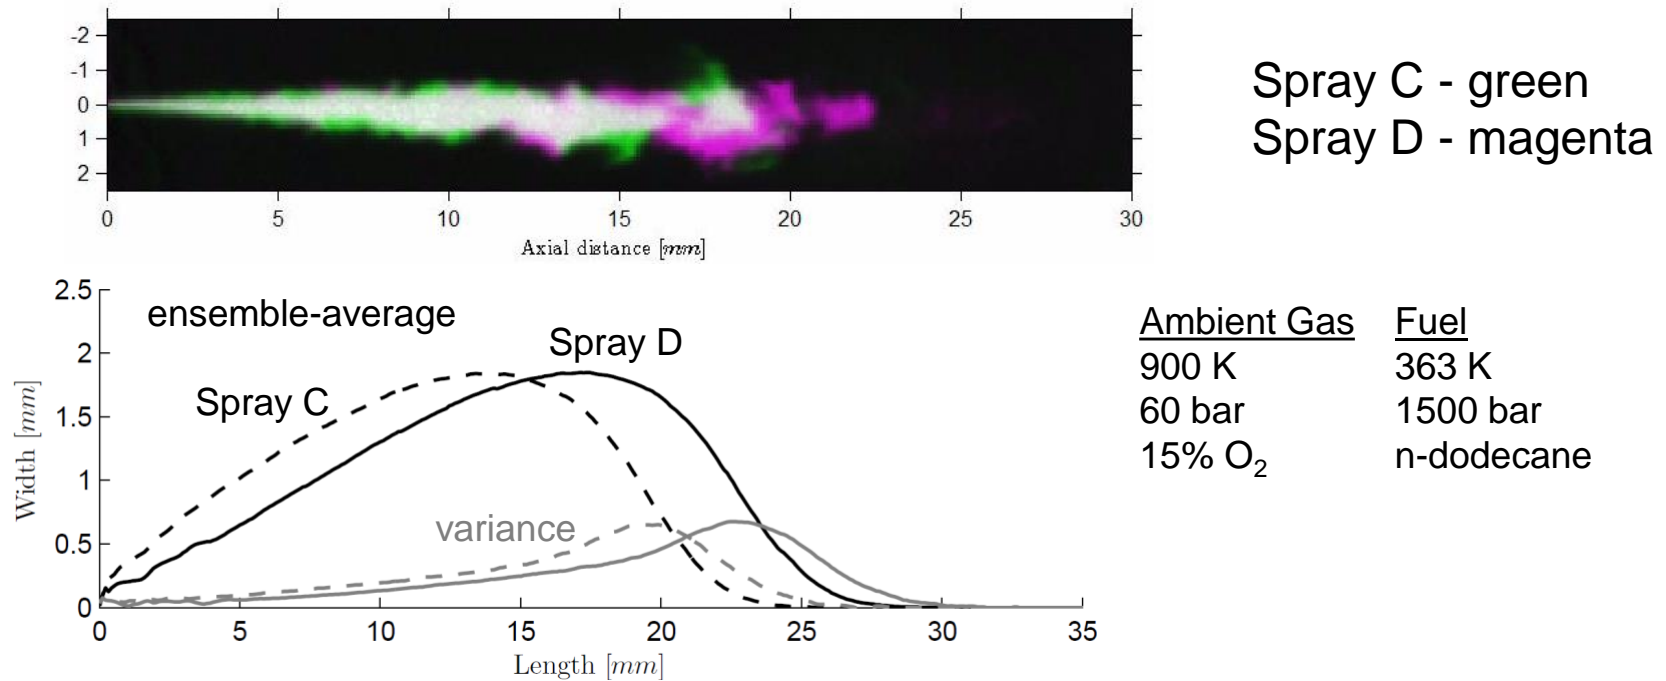 -2
-1
0
1
2
0 5 10 15 20 25 30
Axial distance [mm]
Spray C - green
Spray D - magenta
2.5
2
1.5
1
0.5
0
Width [mm]
ensemble-average
Spray D
Spray C
variance
0 5 10 15 20 25 30 35
Length [mm]
Ambient Gas Fuel
900 K 363 K
60 bar 1500 bar
15% O₂ n-dodecane